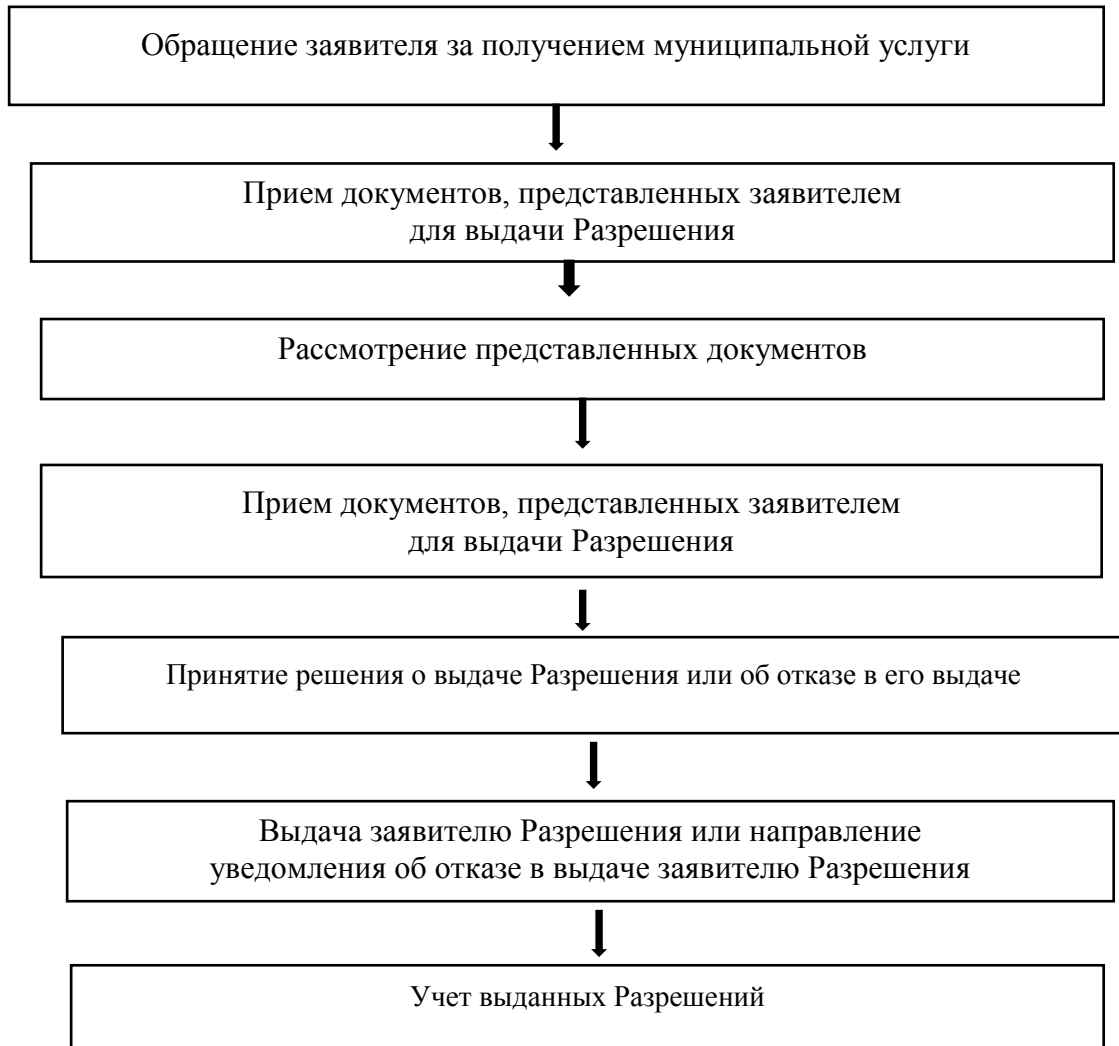 Обращение заявителя за получением муниципальной услуги
Прием документов, представленных заявителем
для выдачи Разрешения
Рассмотрение представленных документов
Прием документов, представленных заявителем
для выдачи Разрешения
Принятие решения о выдаче Разрешения или об отказе в его выдаче
Выдача заявителю Разрешения или направление
уведомления об отказе в выдаче заявителю Разрешения
Учет выданных Разрешений